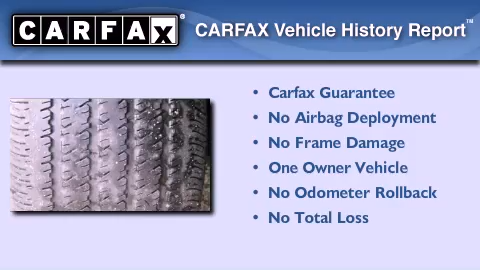 CARFAX® CARFAX Vehicle History Report™
• Carfax Guarantee
• No Airbag Deployment
• No Frame Damage
• One Owner Vehicle
• No Odometer Rollback
• No Total Loss